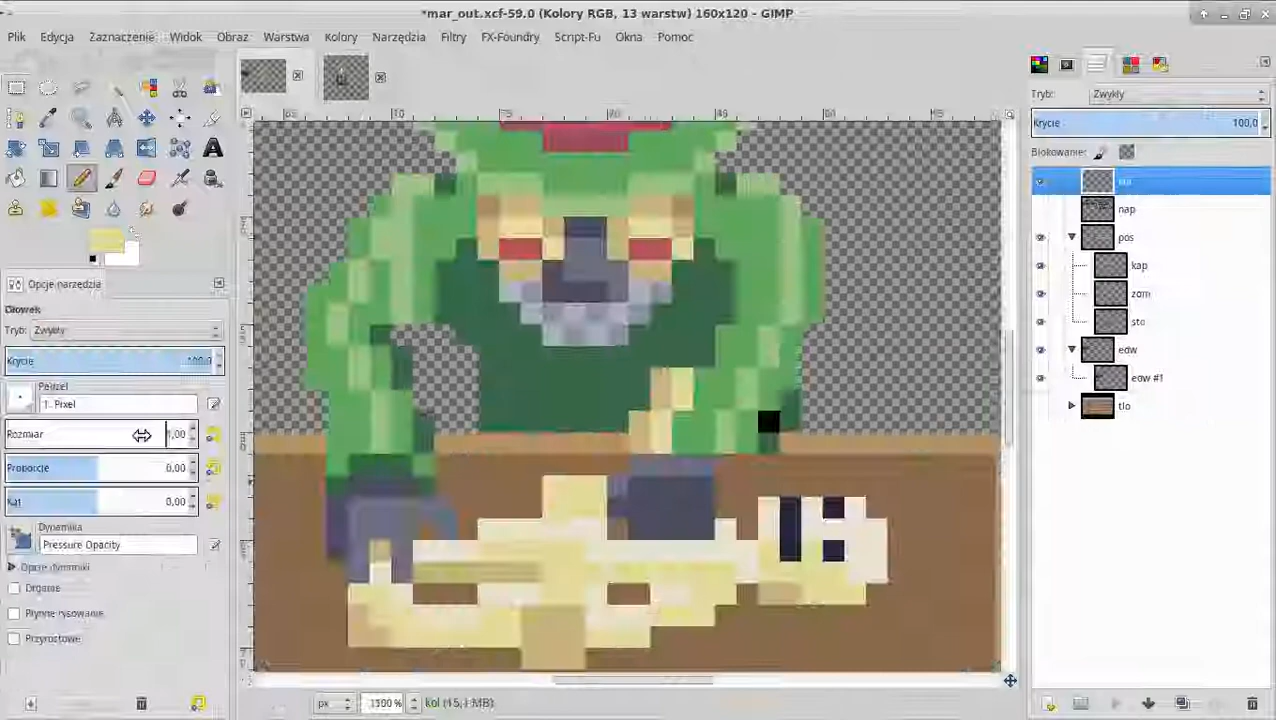 *mar_out.xcf-59.0 (Kolory RGB, 13 warstw) 160x120 – GIMP
Plik Edycja Zaznaczenie Widok Obraz Warstwa Kolory Narzędzia Filtry FX-Foundry Script-Fu Okna Pomoc
Opcje narzędzia
Ołówek
Tryb: Zwykły
Krycie 100,0
Pędzel
1. Pixel
Rozmiar 1,00
Proporcje 0,00
Kąt 0,00
Dynamika
Pressure Opacity
Opcje dynamiki
Drganie
Płynne rysowanie
Przyrostowe
px 1100 % kol (15,1 MB)
Tryb: Zwykły
Krycie 100,0
Blokowanie:
nap
pos
kap
zom
sto
edw
edw #1
tlo